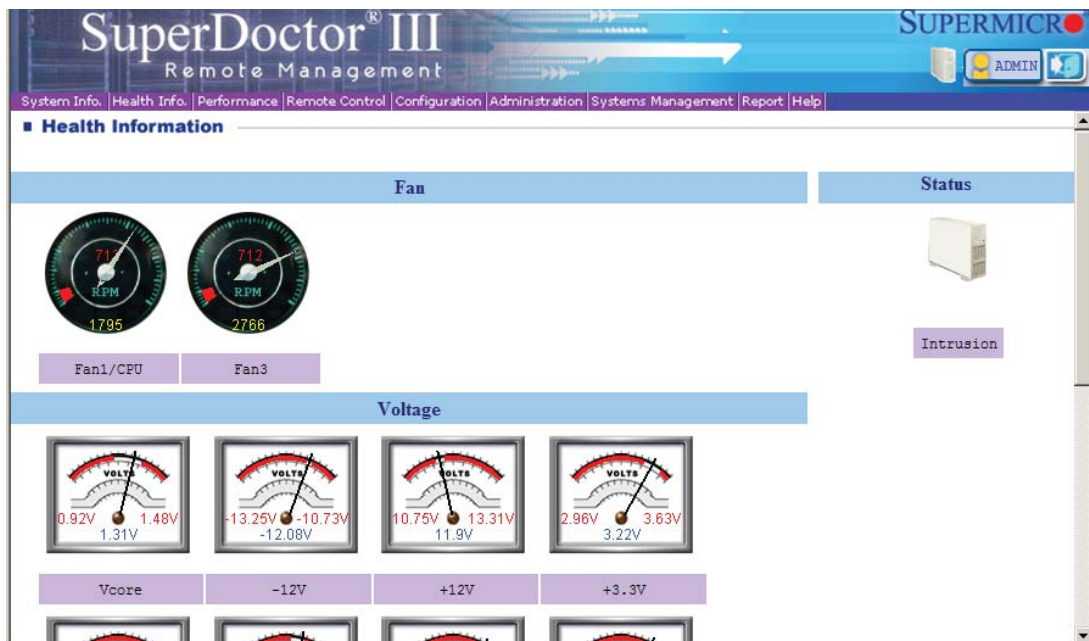 SuperDoctor® III
Remote Management
SUPERMICRO
ADMIN
System Info. Health Info. Performance Remote Control Configuration Administration Systems Management Report Help
Health Information
Fan
Status
712
RPM
1795
712
RPM
2766
Fan1/CPU
Fan3
Intrusion
Voltage
VOLTS
0.92V 1.48V
1.31V
VOLTS
-13.25V -10.73V
-12.08V
VOLTS
10.75V 13.31V
11.9V
VOLTS
2.96V 3.63V
3.22V
Vcore
-12V
+12V
+3.3V